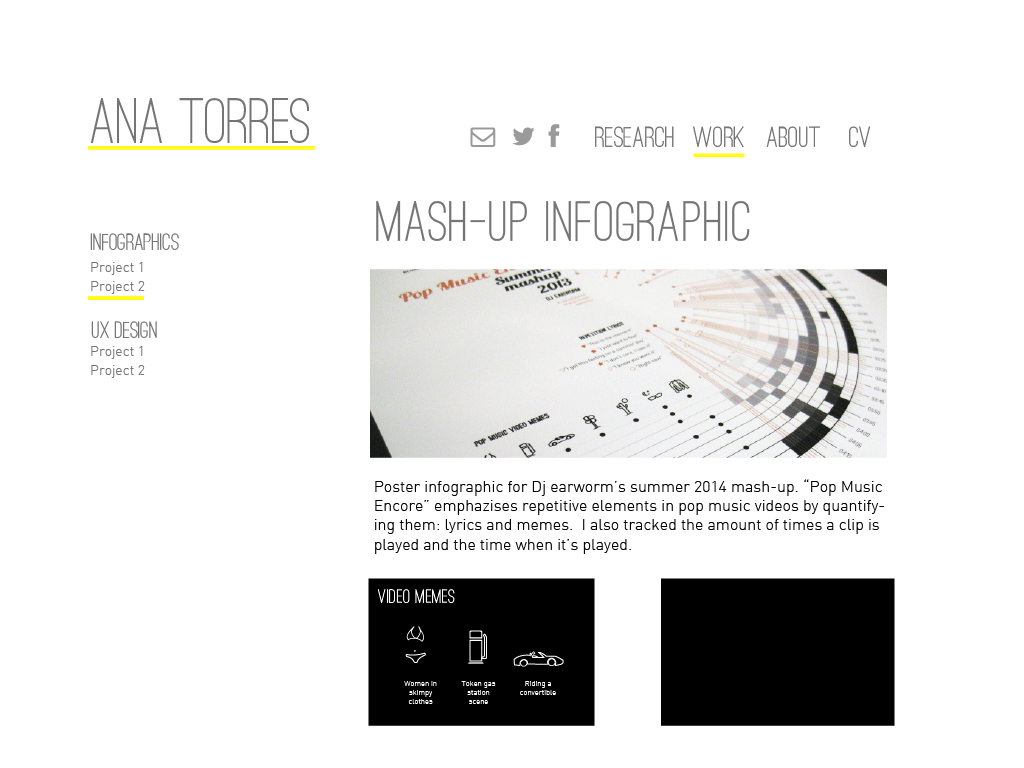 ANA TORRES
RESEARCH WORK ABOUT CV
INFOGRAPHICS
Project 1
Project 2
UX DESIGN
Project 1
Project 2
MASH-UP INFOGRAPHIC
Pop Music
Summer
mashup
2013
DJ EARWORM
REPETITION LYRICS
POP MUSIC VIDEO MEMES
Poster infographic for Dj earworm’s summer 2014 mash-up. “Pop Music
Encore” emphazises repetitive elements in pop music videos by quantify-
ing them: lyrics and memes. I also tracked the amount of times a clip is
played and the time when it’s played.
VIDEO MEMES
Women in
skimpy
clothes
Token gas
station
scene
Riding a
convertible